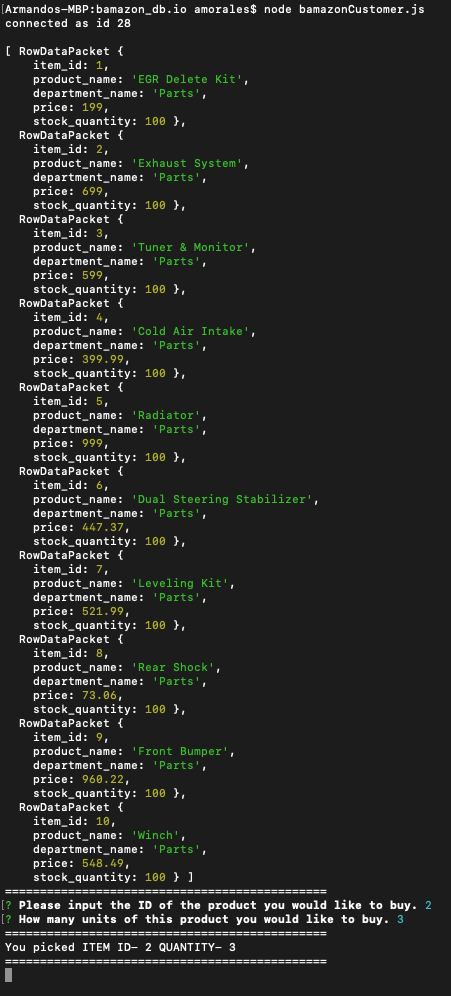 [Armandos-MBP:bamazon_db.io amorales$ node bamazonCustomer.js
connected as id 28
[ RowDataPacket {
item_id: 1,
product_name: 'EGR Delete Kit',
department_name: 'Parts',
price: 199,
stock_quantity: 100 },
RowDataPacket {
item_id: 2,
product_name: 'Exhaust System',
department_name: 'Parts',
price: 699,
stock_quantity: 100 },
RowDataPacket {
item_id: 3,
product_name: 'Tuner & Monitor',
department_name: 'Parts',
price: 599,
stock_quantity: 100 },
RowDataPacket {
item_id: 4,
product_name: 'Cold Air Intake',
department_name: 'Parts',
price: 399.99,
stock_quantity: 100 },
RowDataPacket {
item_id: 5,
product_name: 'Radiator',
department_name: 'Parts',
price: 999,
stock_quantity: 100 },
RowDataPacket {
item_id: 6,
product_name: 'Dual Steering Stabilizer',
department_name: 'Parts',
price: 447.37,
stock_quantity: 100 },
RowDataPacket {
item_id: 7,
product_name: 'Leveling Kit',
department_name: 'Parts',
price: 521.99,
stock_quantity: 100 },
RowDataPacket {
item_id: 8,
product_name: 'Rear Shock',
department_name: 'Parts',
price: 73.06,
stock_quantity: 100 },
RowDataPacket {
item_id: 9,
product_name: 'Front Bumper',
department_name: 'Parts',
price: 960.22,
stock_quantity: 100 },
RowDataPacket {
item_id: 10,
product_name: 'Winch',
department_name: 'Parts',
price: 548.49,
stock_quantity: 100 } ]
==============================================
[? Please input the ID of the product you would like to buy. 2
[? How many units of this product you would like to buy. 3
==============================================
You picked ITEM ID- 2 QUANTITY- 3
==============================================